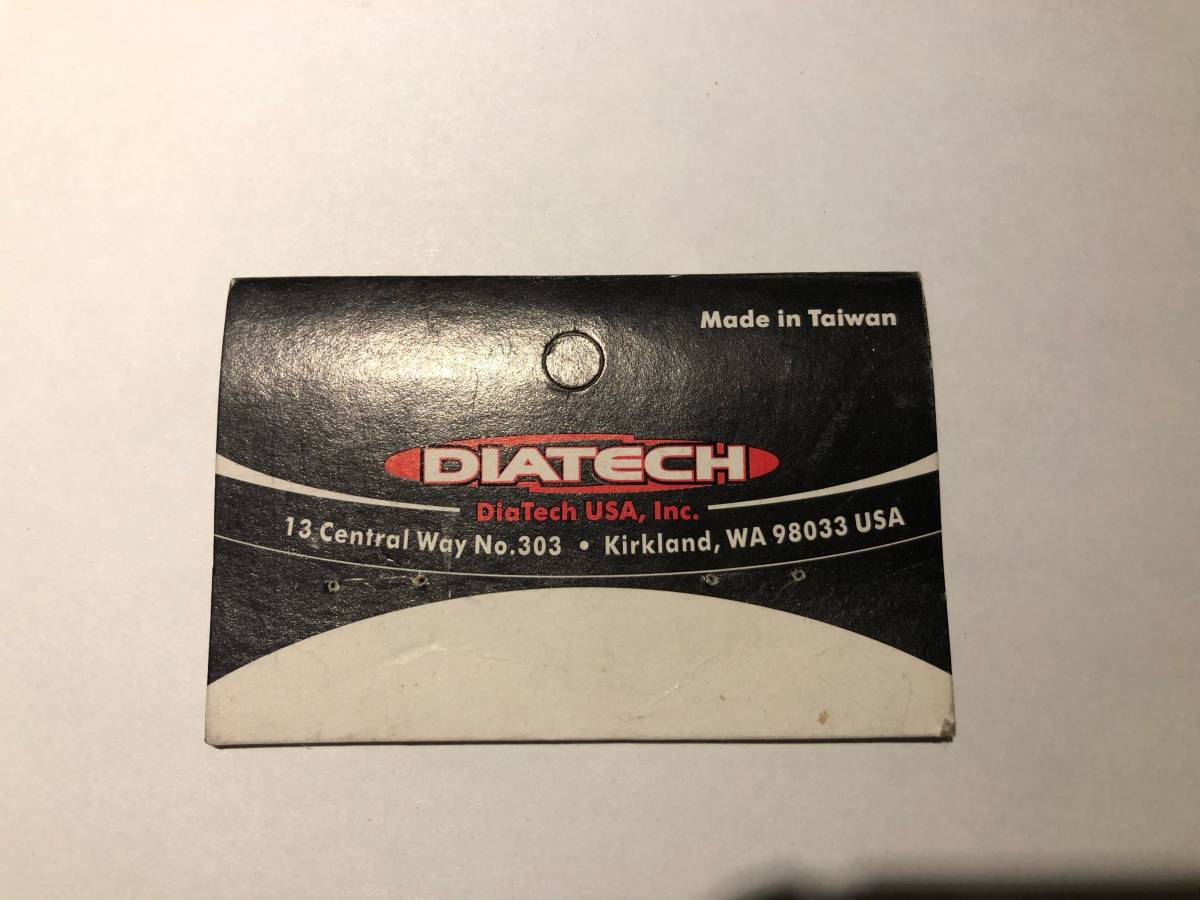 Made in Taiwan
DIATECH
DiaTech USA, Inc.
13 Central Way No.303 • Kirkland, WA 98033 USA